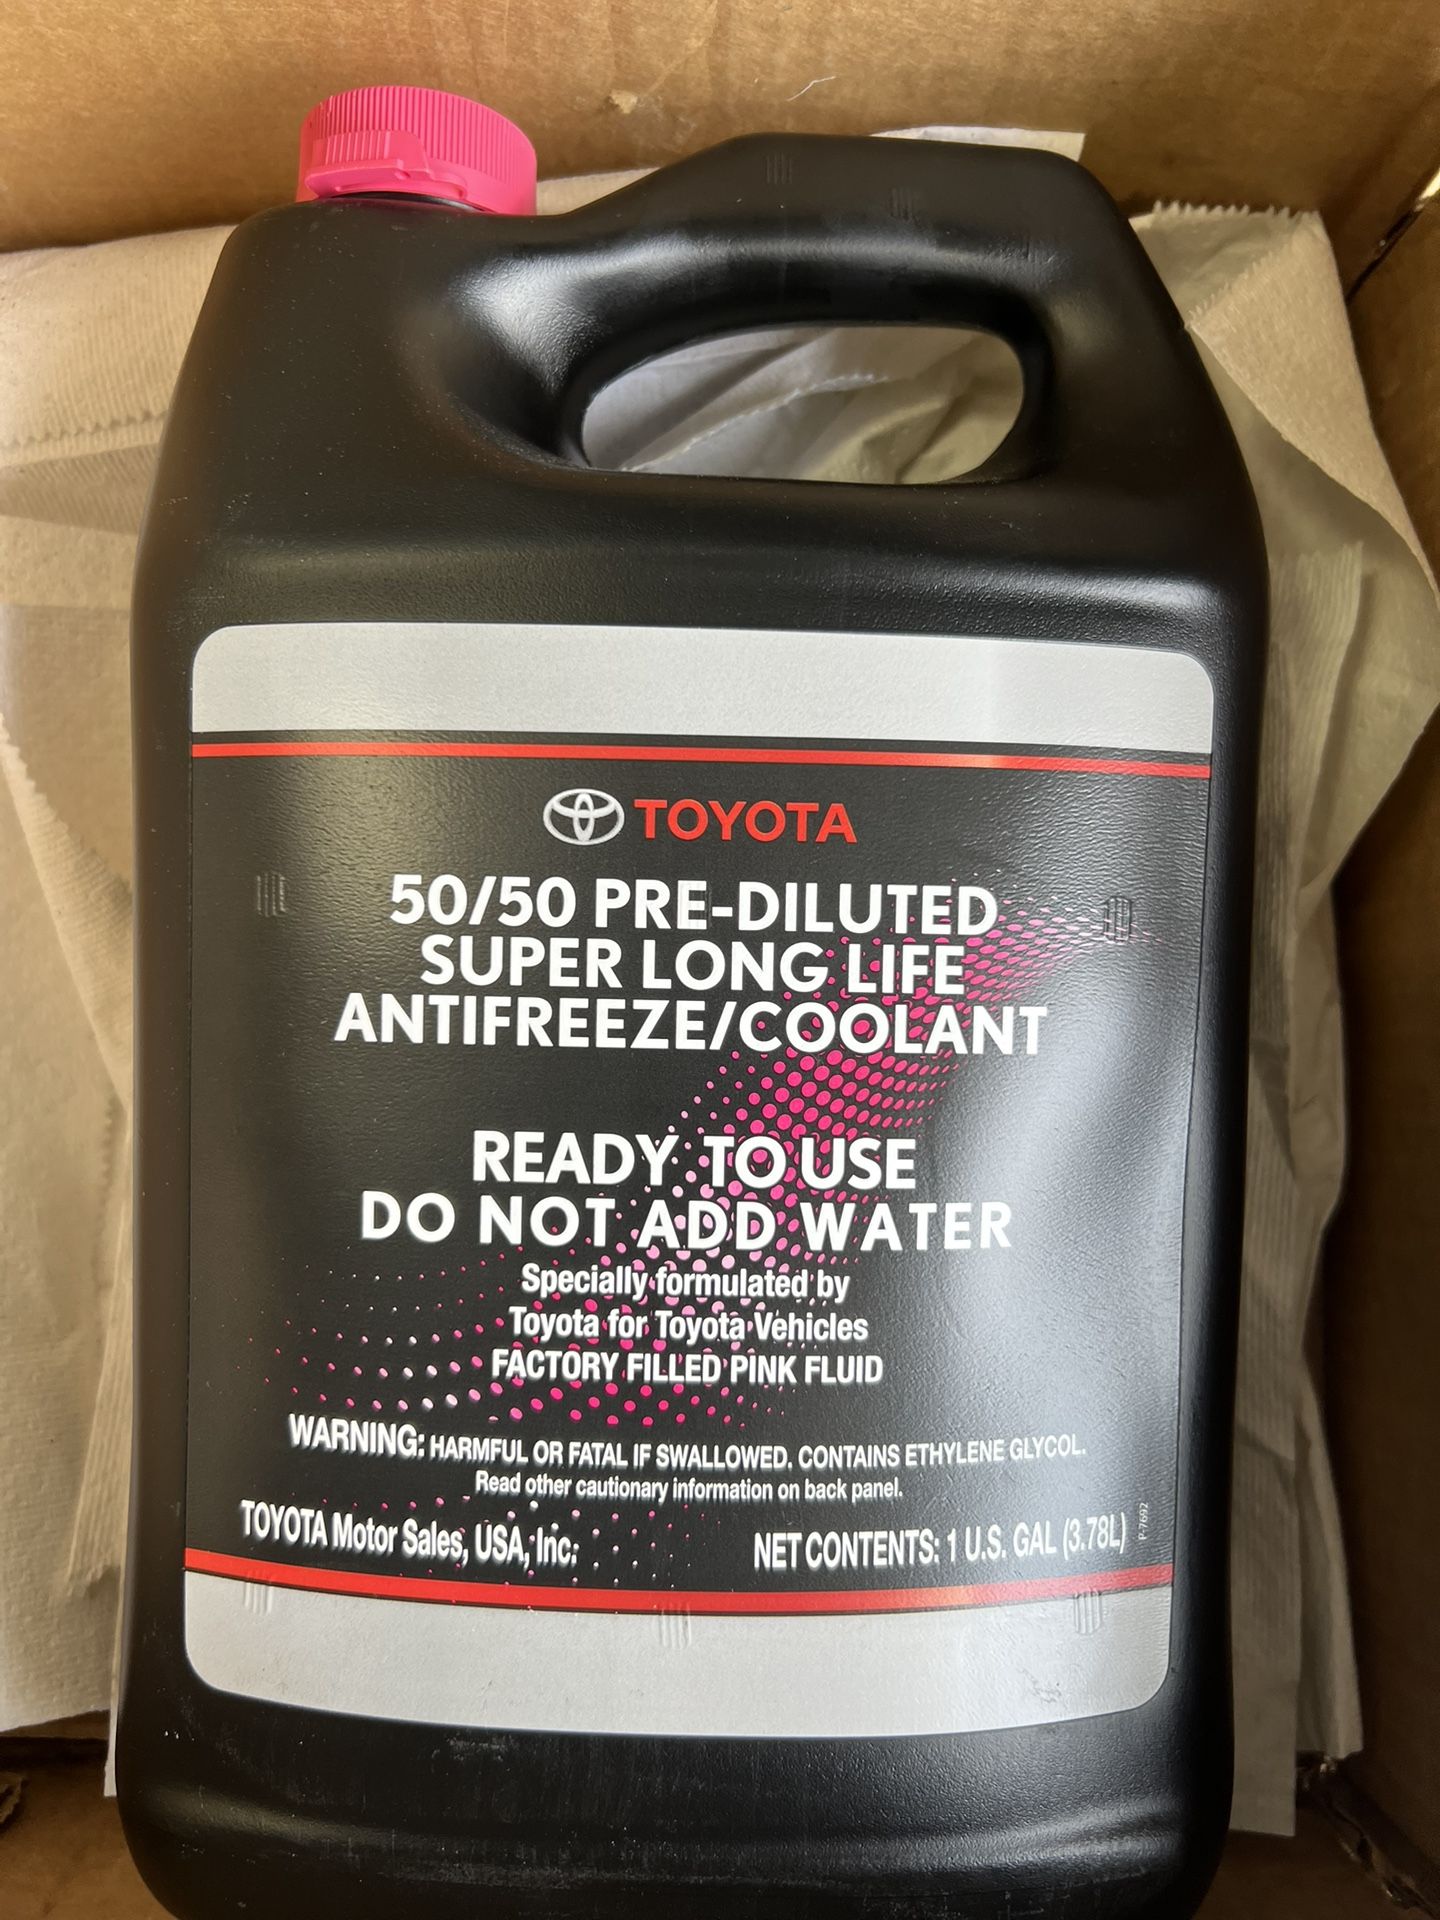 TOYOTA
50/50 PRE-DILUTED
SUPER LONG LIFE
ANTIFREEZE/COOLANT
READY TO USE
DO NOT ADD WATER
Specially formulated by
Toyota for Toyota Vehicles
FACTORY FILLED PINK FLUID
WARNING: HARMFUL OR FATAL IF SWALLOWED. CONTAINS ETHYLENE GLYCOL.
Read other cautionary information on back panel.
TOYOTA Motor Sales, USA, Inc.
NET CONTENTS: 1 U.S. GAL (3.78L)
P-7692